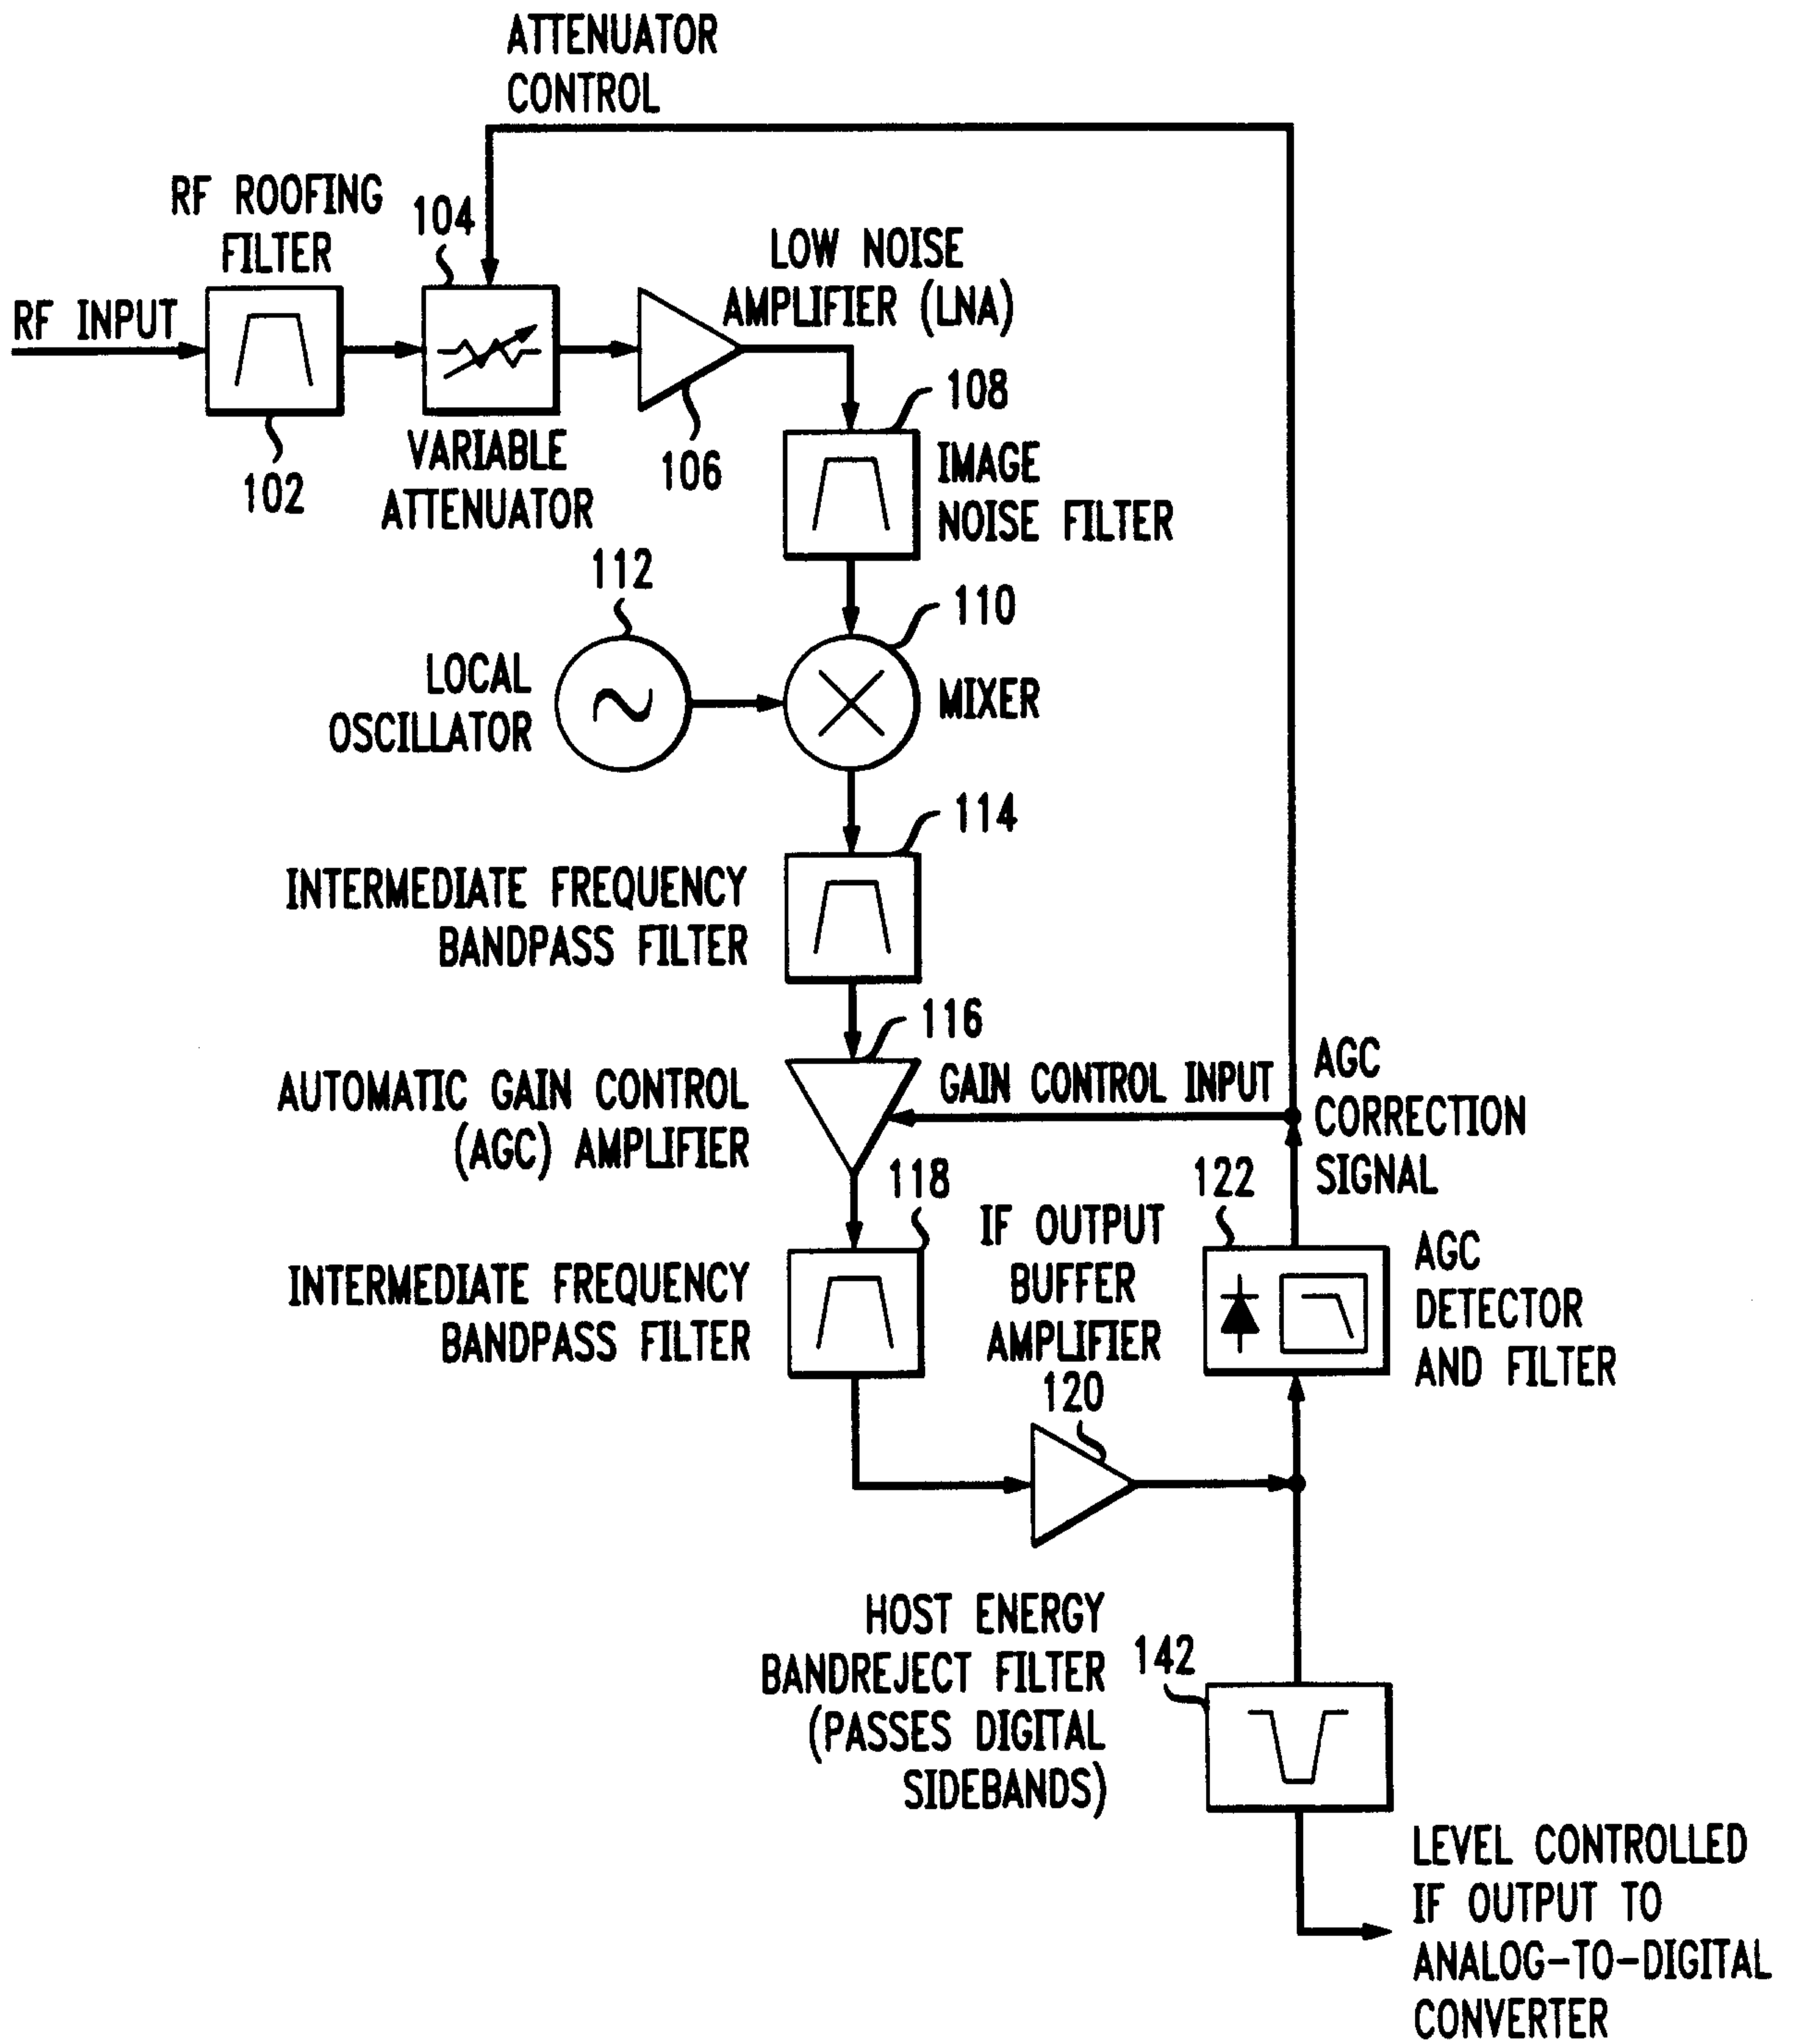 ATTENUATOR
CONTROL
RF ROOFING
FILTER
104
LOW NOISE
AMPLIFIER (LNA)
RF INPUT
102
VARIABLE
ATTENUATOR
106
108
IMAGE
NOISE FILTER
112
110
LOCAL
OSCILLATOR
MIXER
114
INTERMEDIATE FREQUENCY
BANDPASS FILTER
116
AUTOMATIC GAIN CONTROL
(AGC) AMPLIFIER
GAIN CONTROL INPUT
AGC
CORRECTION
SIGNAL
118
122
INTERMEDIATE FREQUENCY
BANDPASS FILTER
IF OUTPUT
BUFFER
AMPLIFIER
120
AGC
DETECTOR
AND FILTER
HOST ENERGY
BANDREJECT FILTER
(PASSES DIGITAL
SIDEBANDS)
142
LEVEL CONTROLLED
IF OUTPUT TO
ANALOG-TO-DIGITAL
CONVERTER